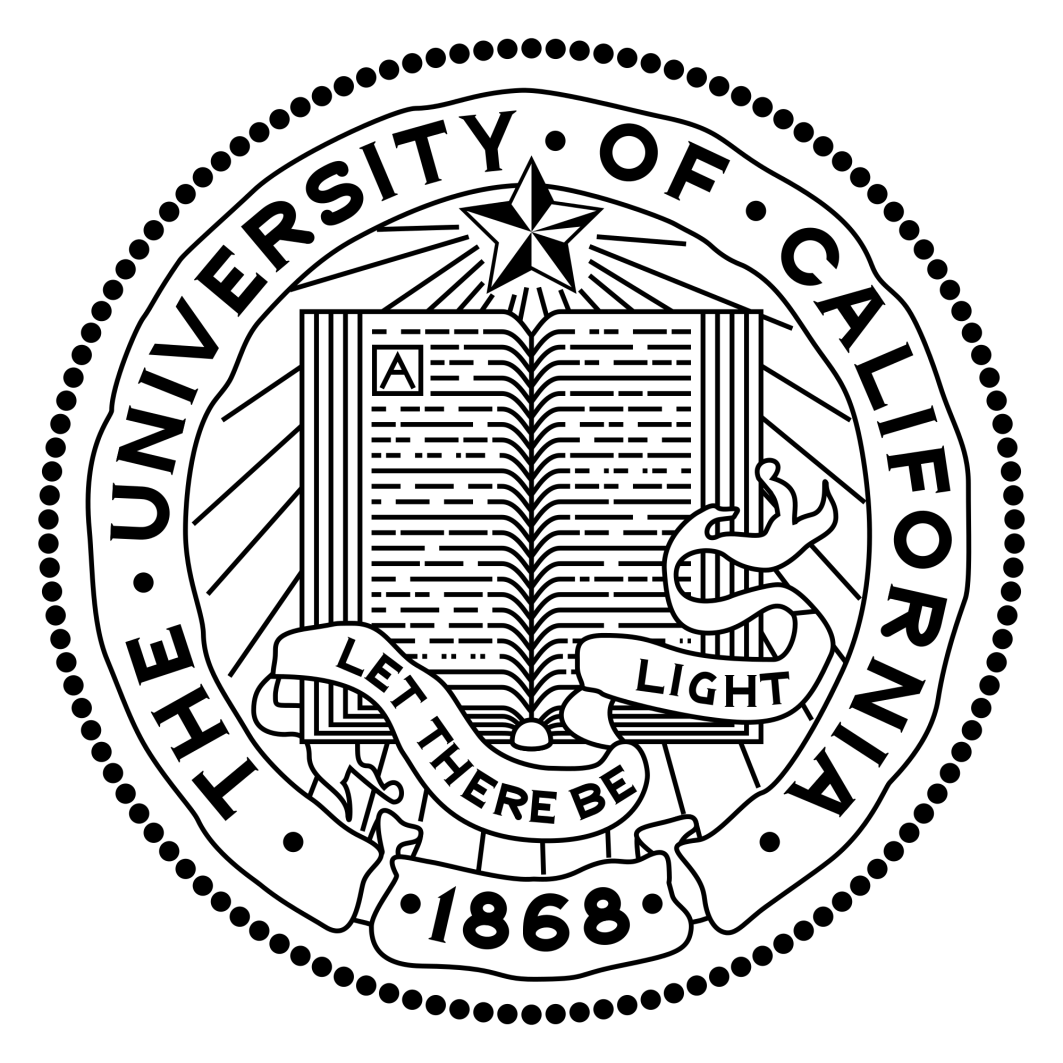 THE · UNIVERSITY · OF · CALIFORNIA
A
LET THERE BE
LIGHT
· 1868 ·